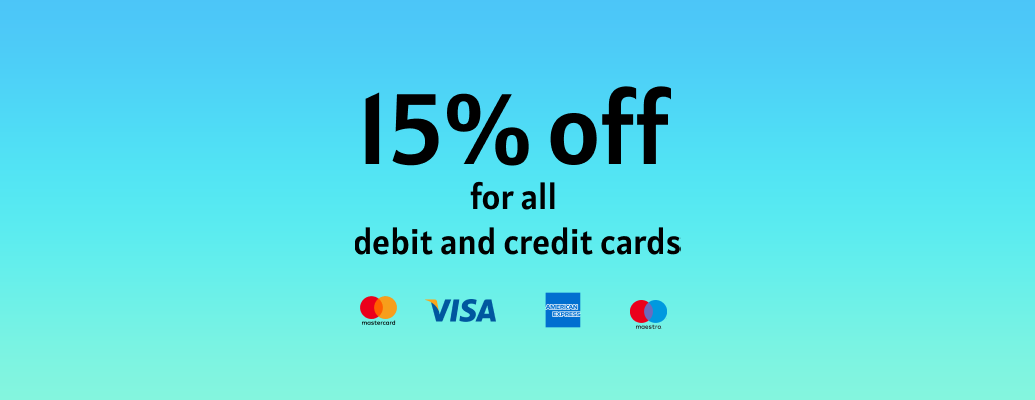 15% off
for all
debit and credit cards
mastercard VISA AMERICAN EXPRESS maestro